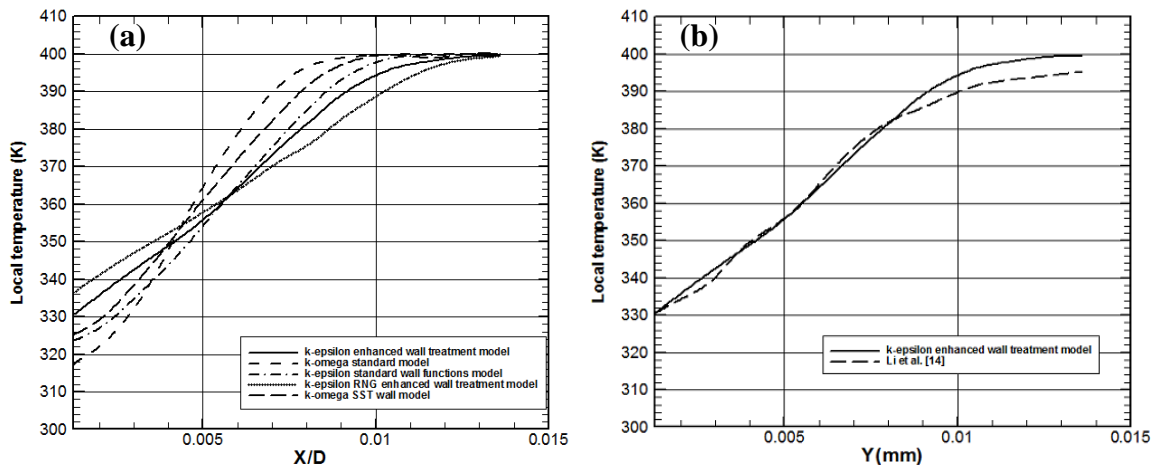 (a)
Local temperature (K)
400
390
380
370
360
350
340
330
320
310
300
k-epsilon enhanced wall treatment model
k-omega standard model
k-epsilon standard wall functions model
k-epsilon RNG enhanced wall treatment model
k-omega SST wall model
0.005
0.01
0.015
X/D
(b)
Local temperature (K)
400
390
380
370
360
350
340
330
320
310
300
k-epsilon enhanced wall treatment model
Li et al. [14]
0.005
0.01
0.015
Y(mm)